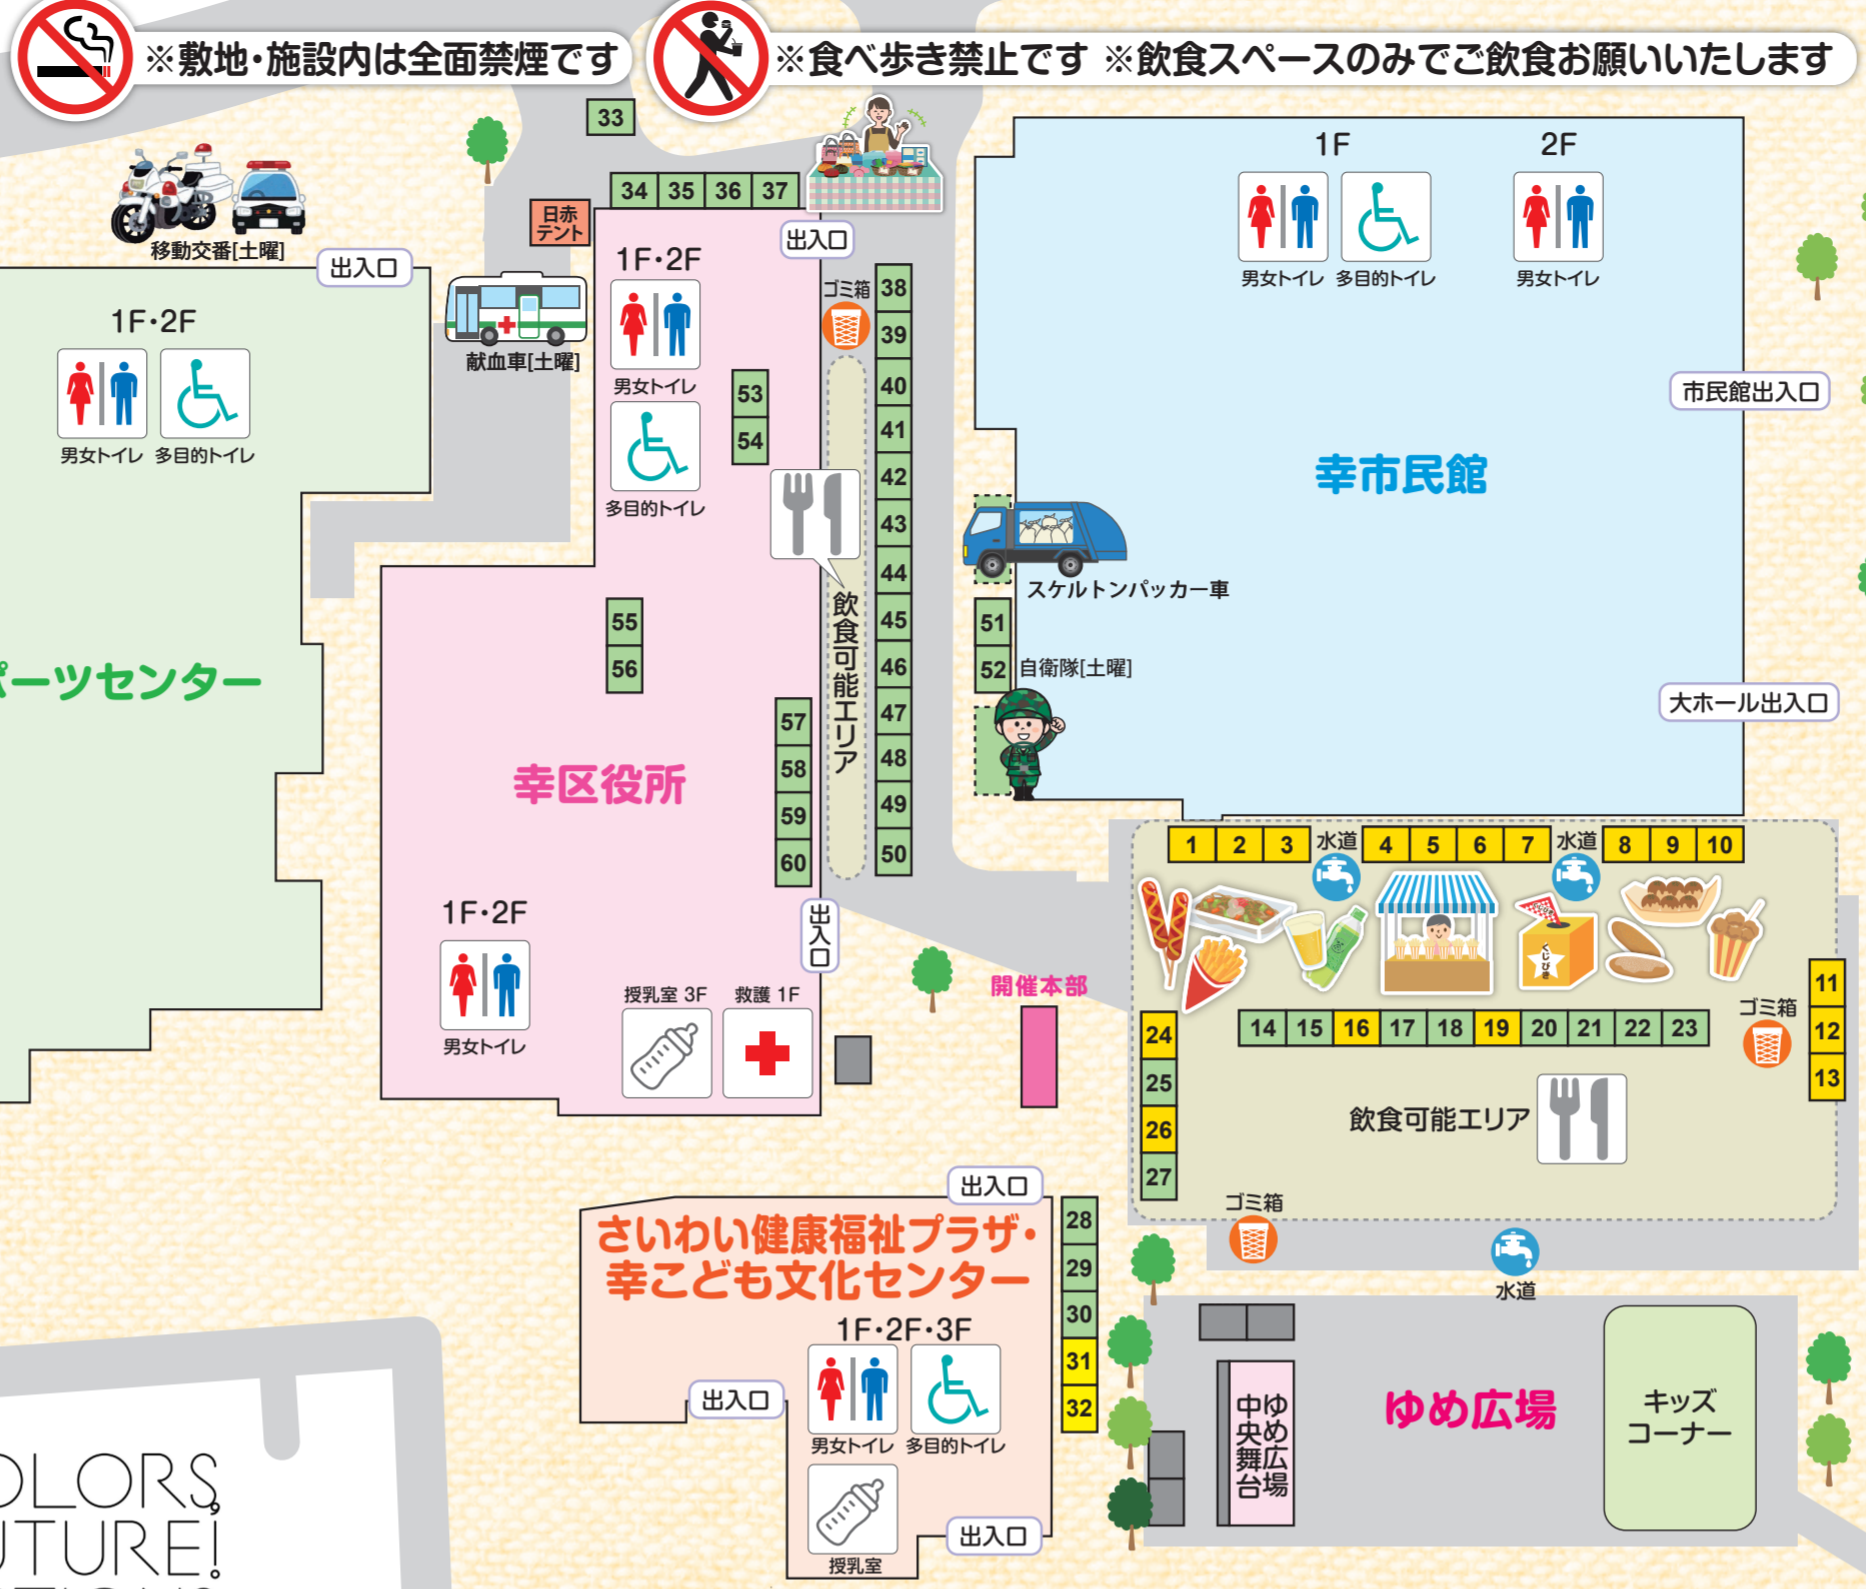 ※敷地・施設内は全面禁煙です
※食べ歩き禁止です ※飲食スペースのみでご飲食お願いいたします
33
34 35 36 37
日赤
テント
出入口
移動交番[土曜]
出入口
1F・2F
男女トイレ 多目的トイレ
献血車[土曜]
1F・2F
男女トイレ
多目的トイレ
53
54
ゴミ箱
38
39
40
41
42
43
44
45
46
47
48
49
50
飲食可能エリア
55
56
57
58
59
60
幸区役所
ーツセンター
1F・2F
男女トイレ
授乳室 3F
救護 1F
出入口
1F
男女トイレ 多目的トイレ
2F
男女トイレ
市民館出入口
幸市民館
スケルトンパッカー車
51
52
自衛隊[土曜]
大ホール出入口
1 2 3 水道 4 5 6 7 水道 8 9 10
くじびき
11
12
13
ゴミ箱
14 15 16 17 18 19 20 21 22 23
24
25
26
27
飲食可能エリア
開催本部
ゴミ箱
水道
出入口
さいわい健康福祉プラザ・
幸こども文化センター
1F・2F・3F
男女トイレ 多目的トイレ
出入口
授乳室
出入口
28
29
30
31
32
ゆめ広場
中央舞台
ゆめ広場
キッズ
コーナー
OLORS,
UTURE!